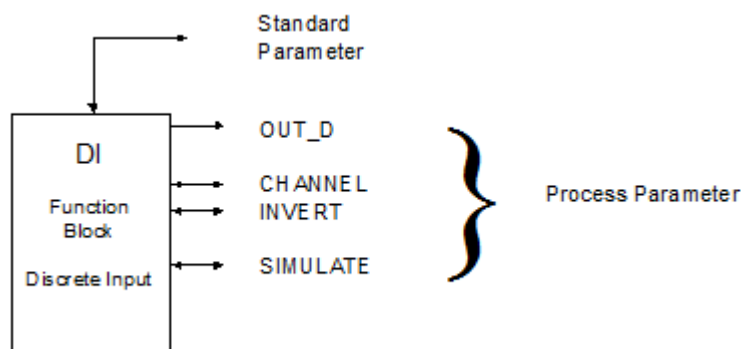 Standard
Parameter
DI
Function
Block
Discrete Input
OUT_D
CHANNEL
INVERT
SIMULATE
Process Parameter